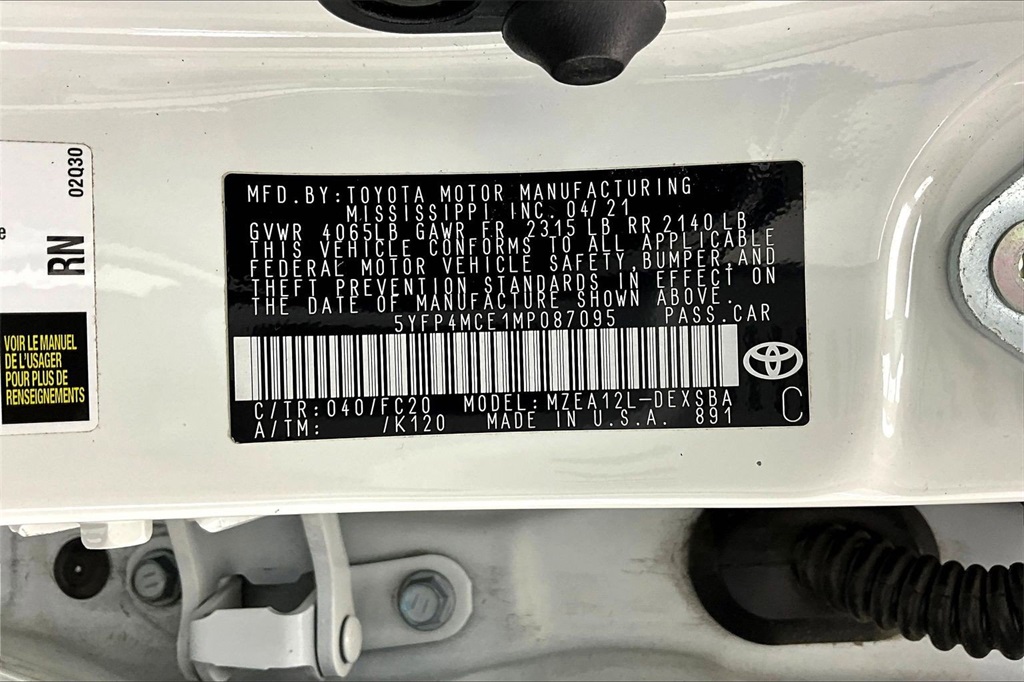 MFD. BY: TOYOTA MOTOR MANUFACTURING
MISSISSIPPI, INC. 04/21
GVWR 4065LB GAWR FR. 2315 LB RR 2140 LB
THIS VEHICLE CONFORMS TO ALL APPLICABLE
FEDERAL MOTOR VEHICLE SAFETY, BUMPER, AND
THEFT PREVENTION STANDARDS IN EFFECT ON
THE DATE OF MANUFACTURE SHOWN ABOVE.
5YFP4MCE1MP087095 PASS. CAR
C/TR: 040/FC20 MODEL: MZEA12L-DEXSBA
A/TM: /K120 MADE IN U.S.A. 891 C
02Q30
RN
VOIR LE MANUEL
DE L'USAGER
POUR PLUS DE
RENSEIGNEMENTS